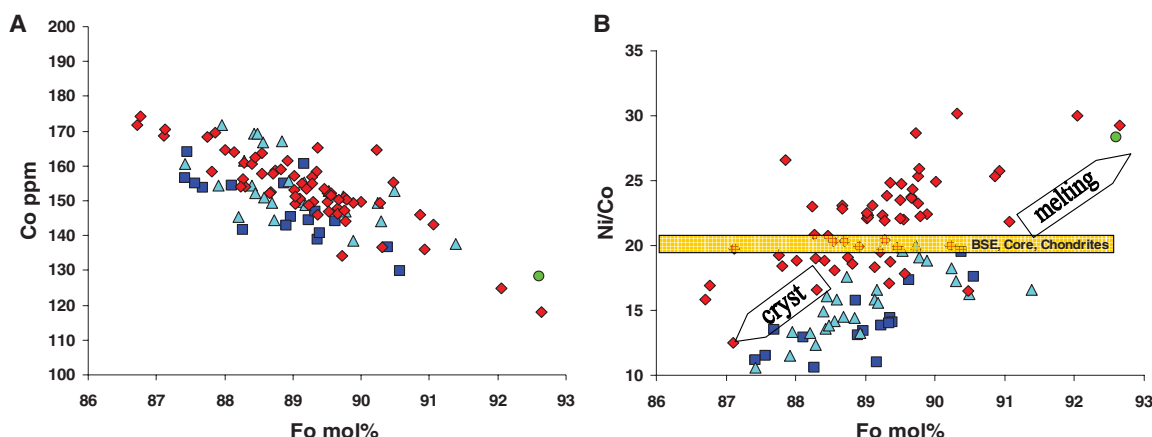 A
200
190
180
170
160
150
140
130
120
110
100
Co ppm
86 87 88 89 90 91 92 93
Fo mol%
B
35
30
25
20
15
10
Ni/Co
melting
BSE, Core, Chondrites
cryst
86 87 88 89 90 91 92 93
Fo mol%